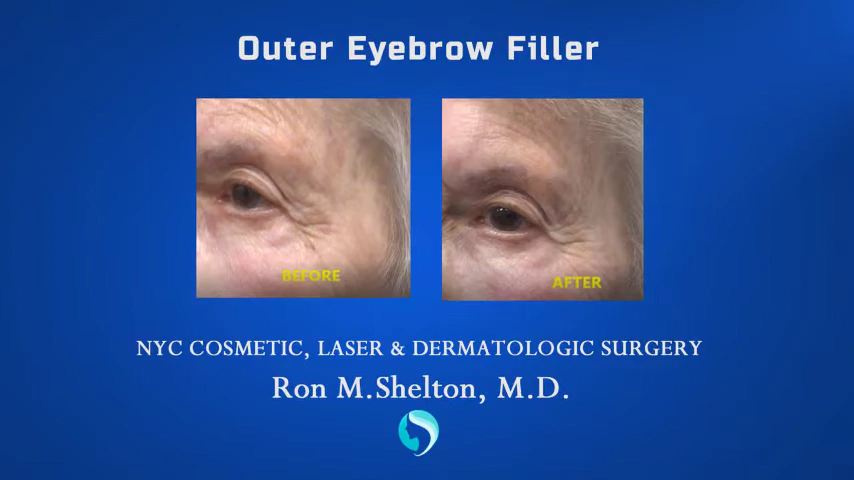 Outer Eyebrow Filler
BEFORE
AFTER
NYC COSMETIC, LASER & DERMATOLOGIC SURGERY
Ron M.Shelton, M.D.